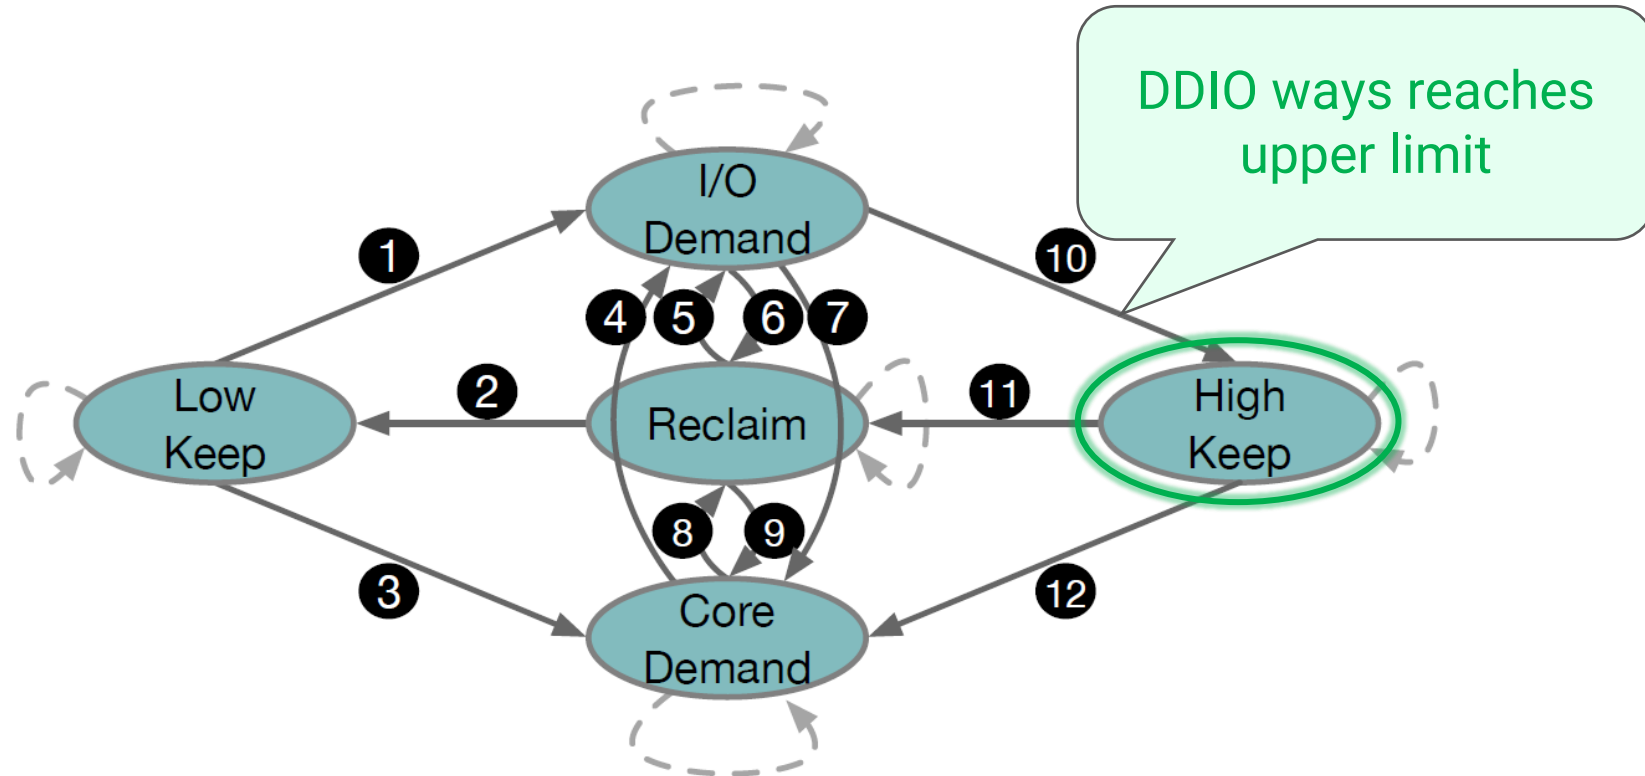 DDIO ways reaches
upper limit
I/O
Demand
1
10
4
5
6
7
Low
Keep
2
Reclaim
11
High
Keep
8
9
3
12
Core
Demand